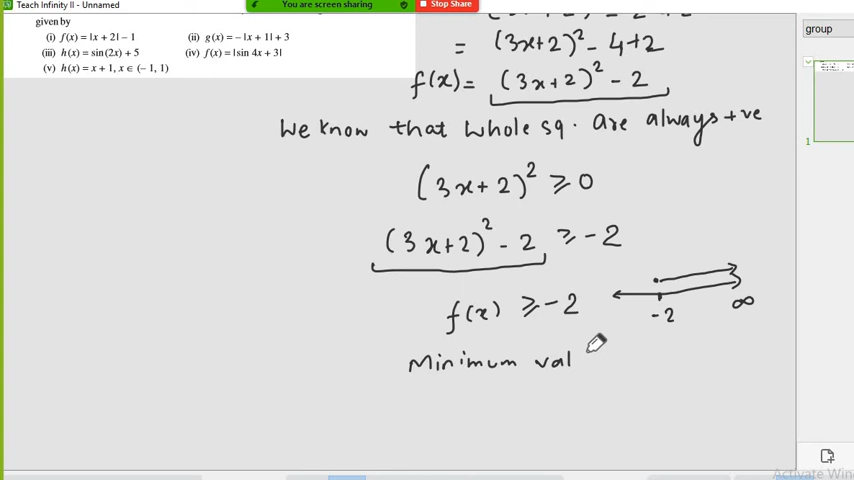 Teach Infinity II - Unnamed
You are screen sharing
Stop Share
given by
(i) f(x) = |x + 2| – 1 (ii) g(x) = – |x + 1| + 3
(iii) h(x) = sin(2x) + 5 (iv) f(x) = |sin 4x + 3|
(v) h(x) = x + 1, x ∈ (– 1, 1)
group
1
= (3x+2)² - 4+2
f(x) = (3x+2)² - 2
We know that whole sq. are always +ve
(3x+2)² ⩾ 0
(3x+2)² - 2 ⩾ -2
f(x) ⩾ -2
-2 ∞
Minimum val
Activate Windows